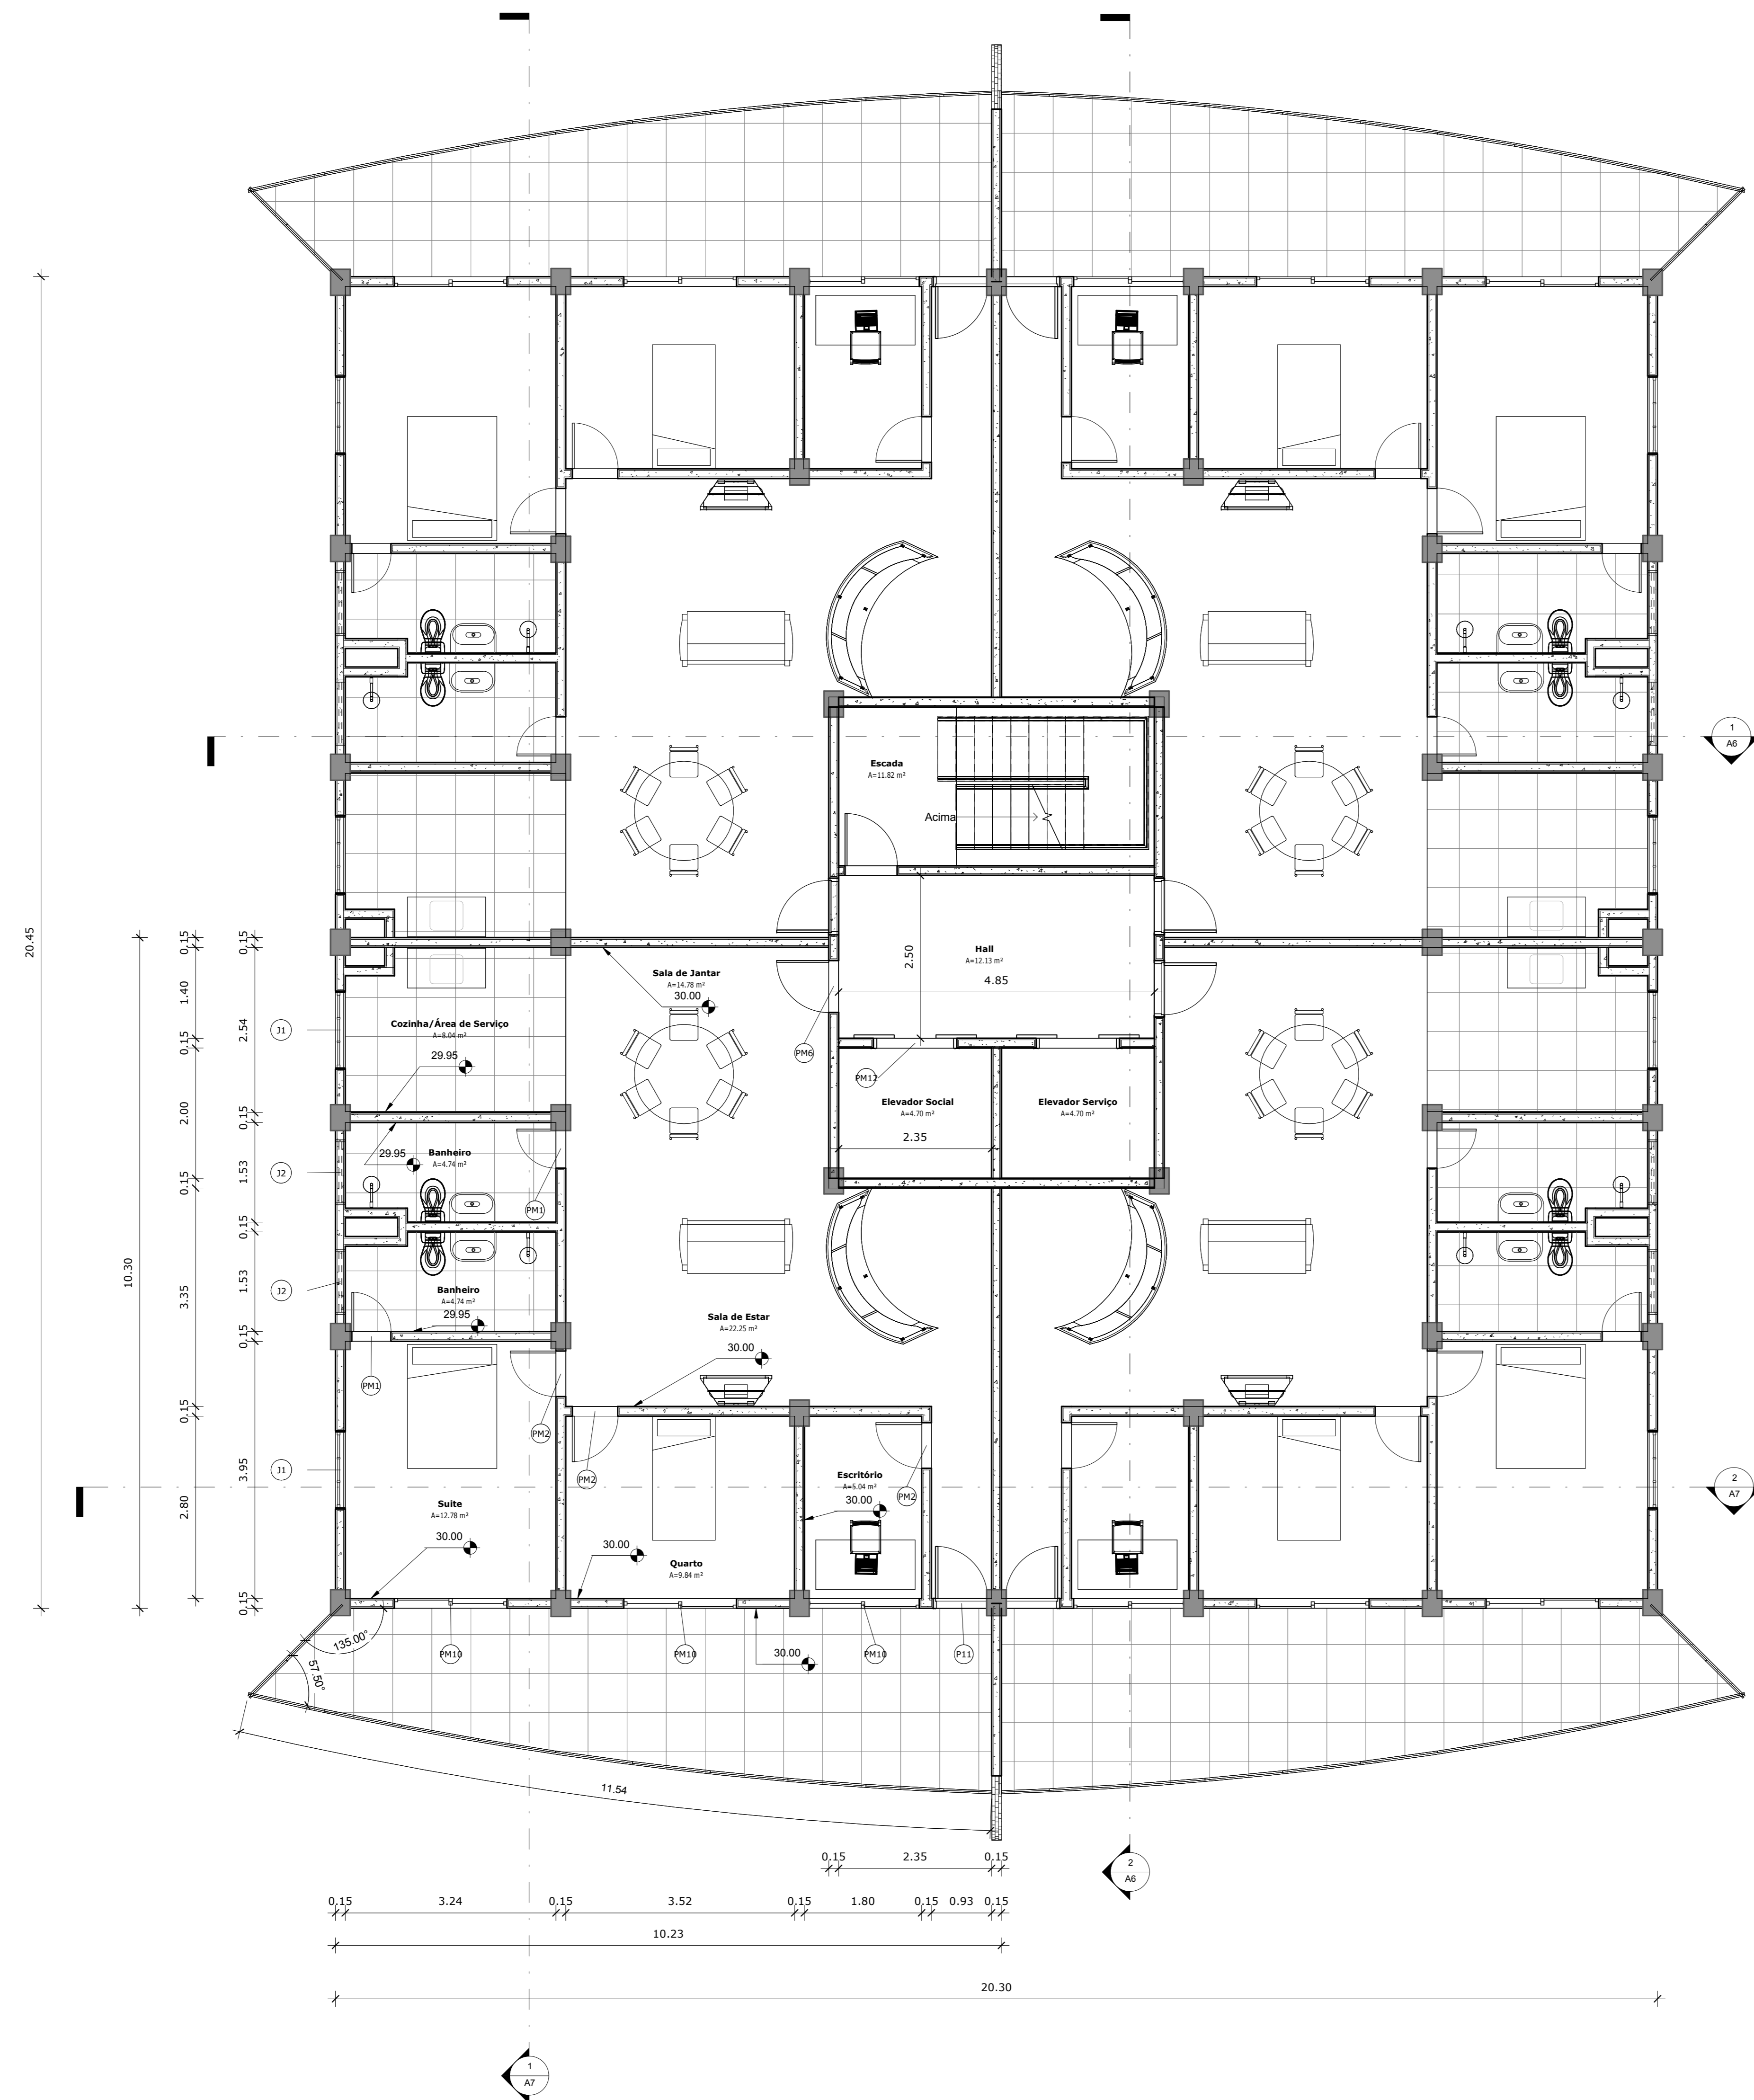 1
A6
Escada
A=11.82 m²
Acima
20.45
0.15
0.15
Hall
A=12.13 m²
2.50
4.85
Sala de Jantar
A=14.78 m²
30.00
1.40
2.54
J1
Cozinha/Área de Serviço
A=8.04 m²
29.95
0.15
PM6
PM12
2.00
0.15
Elevador Social
A=4.70 m²
Elevador Serviço
A=4.70 m²
2.35
29.95
Banheiro
A=4.74 m²
0.15
1.53
J2
PM1
0.15
10.30
3.35
1.53
J2
Banheiro
A=4.74 m²
29.95
Sala de Estar
A=22.25 m²
30.00
0.15
PM1
0.15
PM2
3.95
J1
PM2
Escritório
A=5.04 m²
30.00
PM2
2
A7
2.80
Suite
A=12.78 m²
30.00
30.00
Quarto
A=9.84 m²
0.15
135.00°
57.50°
PM10
PM10
30.00
PM10
P11
11.54
0.15
2.35
0.15
2
A6
0.15
3.24
0.15
3.52
0.15
1.80
0.15
0.93
0.15
10.23
20.30
1
A7